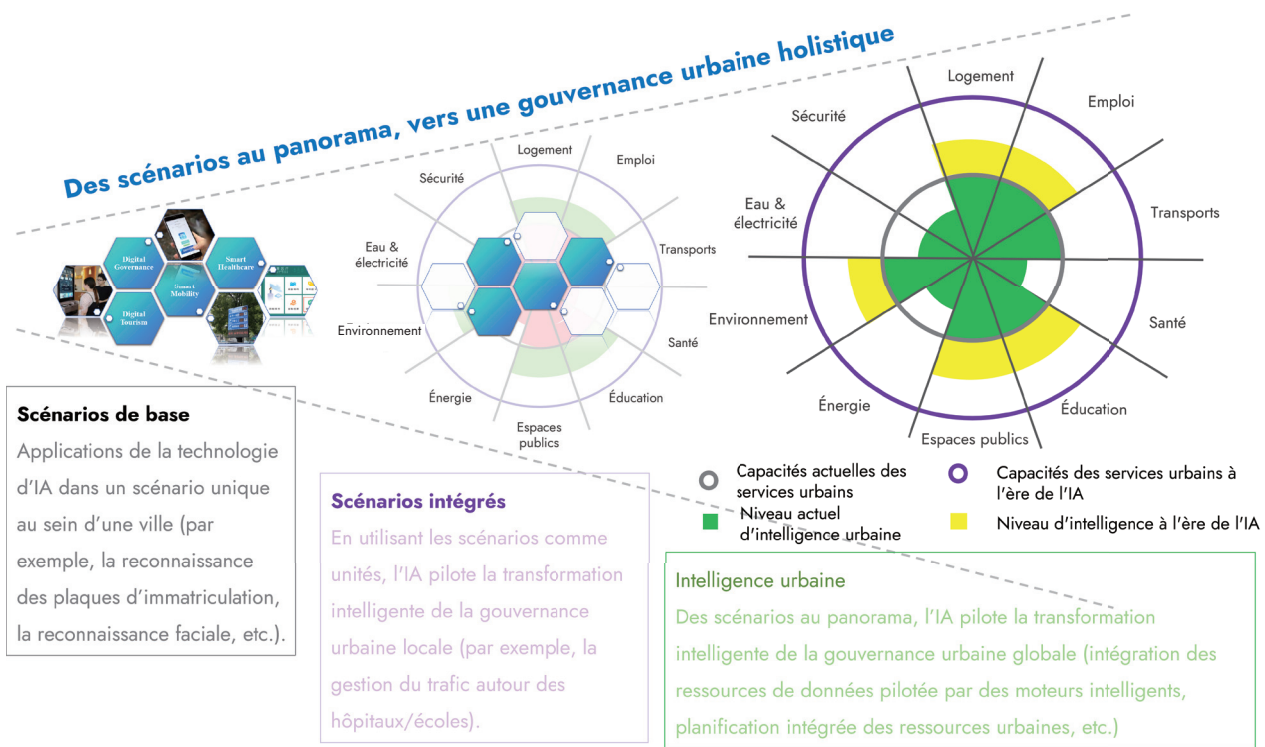 Des scénarios au panorama, vers une gouvernance urbaine holistique
Digital
Governance
Smart
Healthcare
Mobility
Digital
Tourism
Logement
Emploi
Sécurité
Transports
Eau &
électricité
Environnement
Santé
Énergie
Éducation
Espaces
publics
Logement
Emploi
Sécurité
Transports
Eau &
électricité
Environnement
Santé
Énergie
Éducation
Espaces publics
Capacités actuelles des
services urbains
Niveau actuel
d'intelligence urbaine
Capacités des services urbains à
l'ère de l'IA
Niveau d'intelligence à l'ère de l'IA
Scénarios de base
Applications de la technologie
d’IA dans un scénario unique
au sein d’une ville (par
exemple, la reconnaissance
des plaques d’immatriculation,
la reconnaissance faciale, etc.).
Scénarios intégrés
En utilisant les scénarios comme
unités, l'IA pilote la transformation
intelligente de la gouvernance
urbaine locale (par exemple, la
gestion du trafic autour des
hôpitaux/écoles).
Intelligence urbaine
Des scénarios au panorama, l’IA pilote la transformation
intelligente de la gouvernance urbaine globale (intégration des
ressources de données pilotée par des moteurs intelligents,
planification intégrée des ressources urbaines, etc.)